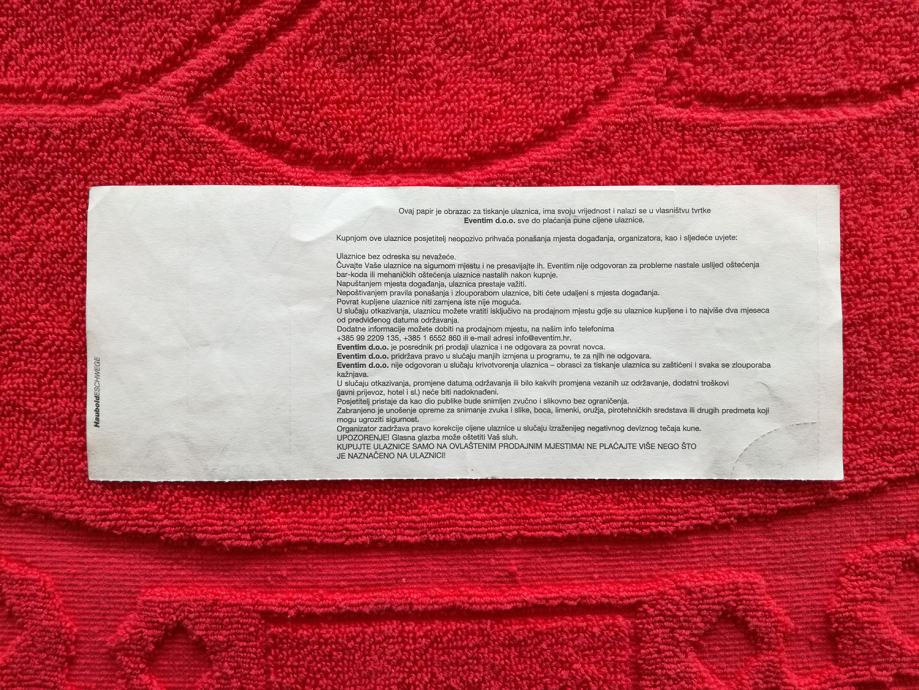 Ovaj papir je obrazac za tiskanje ulaznica, ima svoju vrijednost i nalazi se u vlasništvu tvrtke
Eventim d.o.o. sve do plaćanja pune cijene ulaznice.
Kupnjom ove ulaznice posjetitelj neopozivo prihvaća ponašanja mjesta događanja, organizatora, kao i sljedeće uvjete:
Ulaznice bez odreska su nevažeće.
Čuvajte Vaše ulaznice na sigurnom mjestu i ne presavijajte ih. Eventim nije odgovoran za probleme nastale uslijed oštećenja
bar-koda ili mehaničkih oštećenja ulaznice nastalih nakon kupnje.
Napuštanjem mjesta događanja, ulaznica prestaje važiti.
Nepoštivanjem pravila ponašanja i zlouporabom ulaznice, biti ćete udaljeni s mjesta događanja.
Povrat kupljene ulaznice niti zamjena iste nije moguća.
U slučaju otkazivanja, ulaznicu možete vratiti isključivo na prodajnom mjestu gdje su ulaznice kupljene i to najviše dva mjeseca
od predviđenog datuma održavanja.
Dodatne informacije možete dobiti na prodajnom mjestu, na našim info telefonima
+385 99 2209 135, +385 1 6552 860 ili e-mail adresi info@eventim.hr.
Eventim d.o.o. je posrednik pri prodaji ulaznica i ne odgovara za povrat novca.
Eventim d.o.o. pridržava pravo u slučaju manjih izmjena u programu, te za njih ne odgovara.
Eventim d.o.o. nije odgovoran u slučaju krivotvorenja ulaznica – obrasci za tiskanje ulaznica su zaštićeni i svaka se zlouporaba
kažnjava.
U slučaju otkazivanja, promjene datuma održavanja ili bilo kakvih promjena vezanih uz održavanje, dodatni troškovi
(javni prijevoz, hotel i sl.) neće biti nadoknađeni.
Posjetitelj pristaje da kao dio publike bude snimljen zvučno i slikovno bez ograničenja.
Zabranjeno je unošenje opreme za snimanje zvuka i slike, boca, limenki, oružja, pirotehničkih sredstava ili drugih predmeta koji
mogu ugroziti sigurnost.
Organizator zadržava pravo korekcije cijene ulaznice u slučaju izraženijeg negativnog deviznog tečaja kune.
UPOZORENJE! Glasna glazba može oštetiti Vaš sluh.
KUPUJTE ULAZNICE SAMO NA OVLAŠTENIM PRODAJNIM MJESTIMA! NE PLAĆAJTE VIŠE NEGO ŠTO
JE NAZNAČENO NA ULAZNICI!
HauboldESCHWEGE